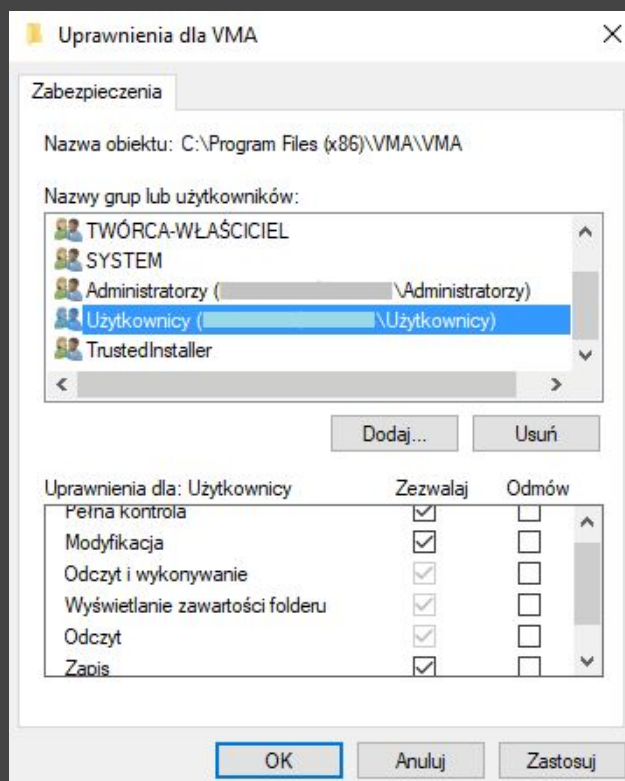 Uprawnienia dla VMA
Zabezpieczenia
Nazwa obiektu: C:\Program Files (x86)\VMA\VMA
Nazwy grup lub użytkowników:
TWÓRCA-WŁAŚCICIEL
SYSTEM
Administratorzy ( \Administratorzy)
Użytkownicy ( \Użytkownicy)
TrustedInstaller
Dodaj... Usuń
Uprawnienia dla: Użytkownicy Zezwalaj Odmów
Pełna kontrola
Modyfikacja
Odczyt i wykonywanie
Wyświetlanie zawartości folderu
Odczyt
Zapis
OK Anuluj Zastosuj